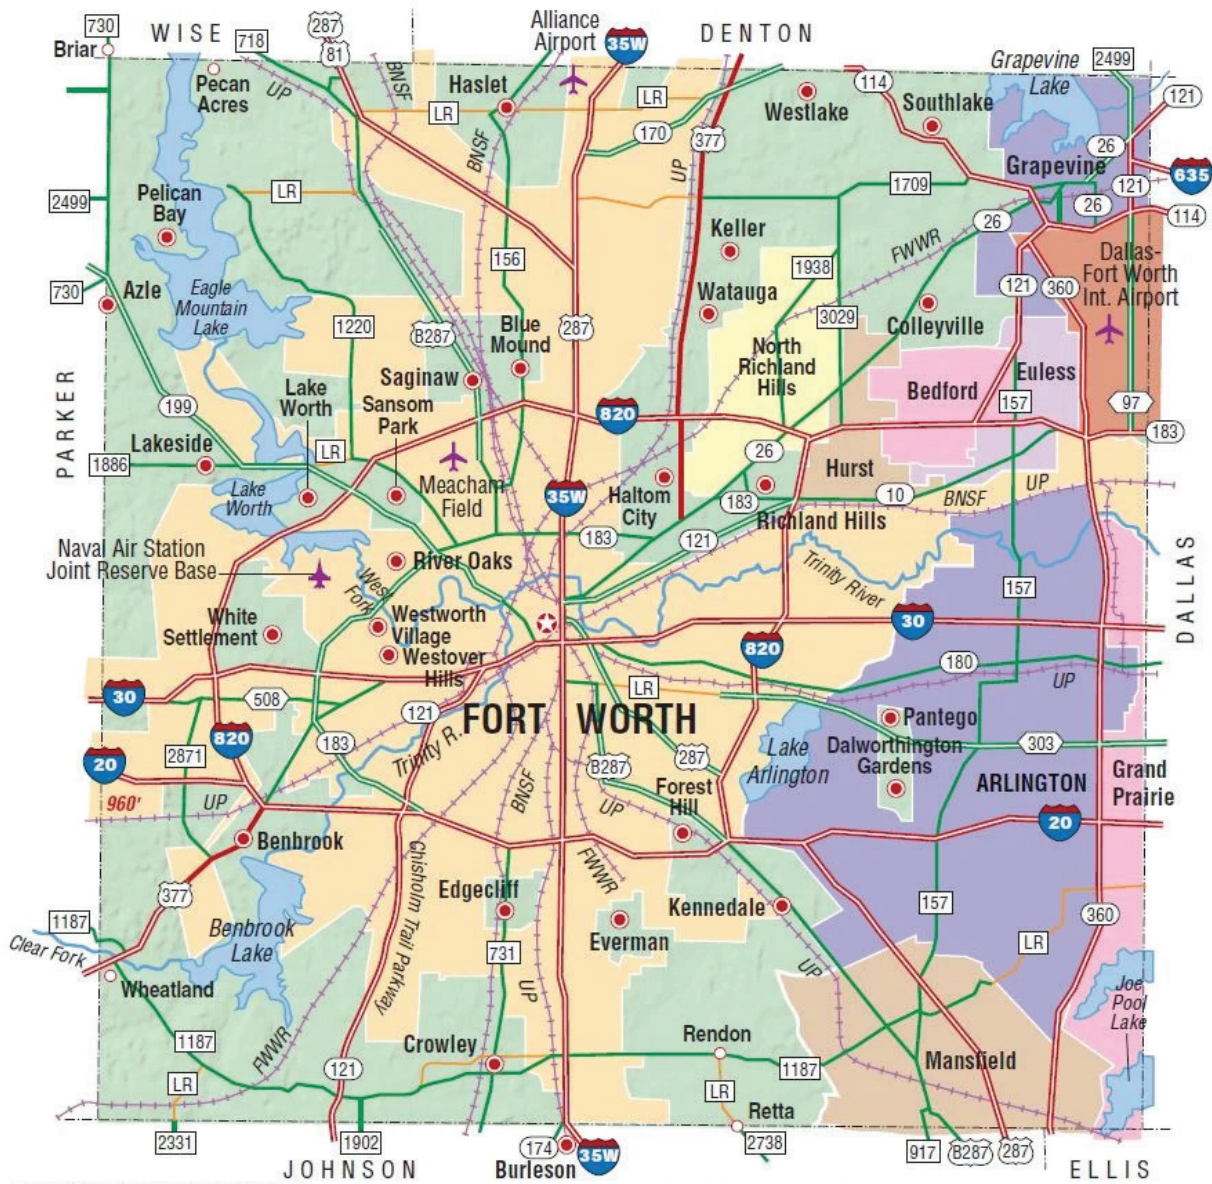 730
WISE
718
287
81
Alliance
Airport
35W
DENTON
Grapevine
Lake
2499
Briar
Pecan
Acres
UP
BNSF
Haslet
LR
LR
170
377
Westlake
114
Southlake
121
26
BNSF
UP
Grapevine
635
2499
Pelican
Bay
LR
1709
121
26
26
114
730
Azle
Eagle
Mountain
Lake
156
Keller
FWWR
Dallas-
Fort Worth
Int. Airport
1938
121
360
Watauga
1220
B287
Blue
Mound
287
3029
Colleyville
North
Richland
Hills
PARKER
Saginaw
Bedford
Euless
157
97
Lake
Worth
Sansom
Park
199
820
183
Lakeside
LR
26
1886
Hurst
Meacham
Field
35W
Haltom
City
183
10
BNSF
UP
Lake
Worth
Richland Hills
183
121
Naval Air Station
Joint Reserve Base
River Oaks
West
Fork
Trinity River
157
DALLAS
White
Settlement
Westworth
Village
Westover
Hills
820
30
180
UP
30
508
LR
121
FORT WORTH
Pantego
820
2871
183
Trinity R.
287
Lake
Arlington
Dalworthington
Gardens
303
20
B287
ARLINGTON
Grand
Prairie
960'
UP
BNSF
UP
Forest
Hill
20
Benbrook
Chisholm Trail Parkway
FWWR
377
Edgecliff
Kennedale
157
360
1187
Clear Fork
Benbrook
Lake
Everman
LR
731
UP
UP
Wheatland
Joe
Pool
Lake
1187
FWWR
Crowley
Rendon
Mansfield
LR
121
1187
LR
Retta
2331
1902
174
35W
2738
917
B287
287
JOHNSON
Burleson
ELLIS